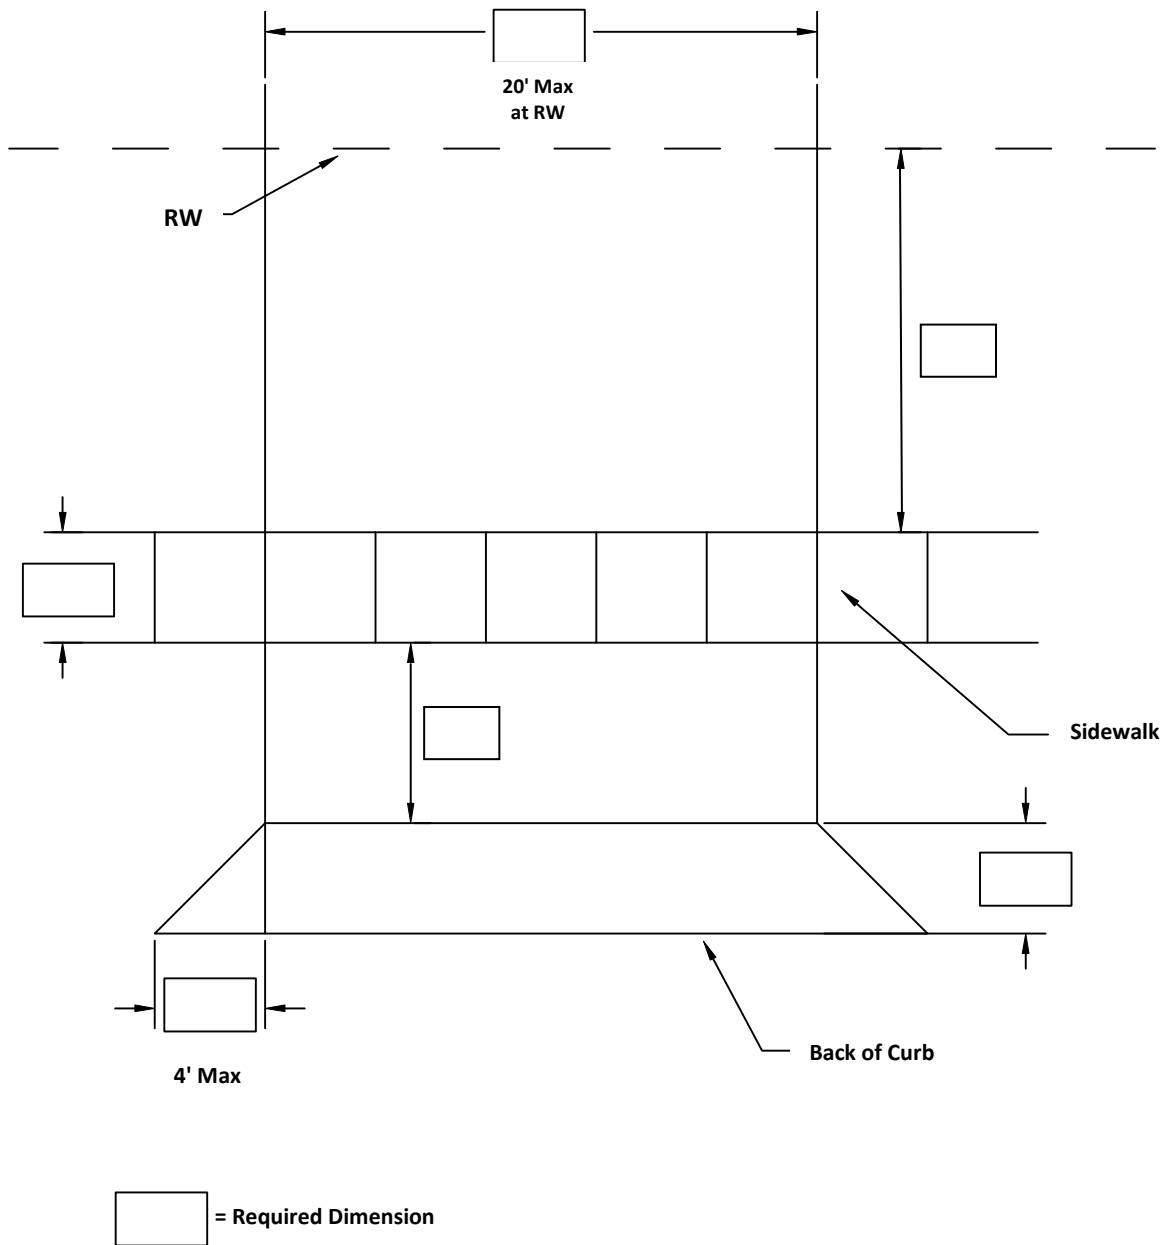 20' Max
at RW
RW
Sidewalk
Back of Curb
4' Max
= Required Dimension